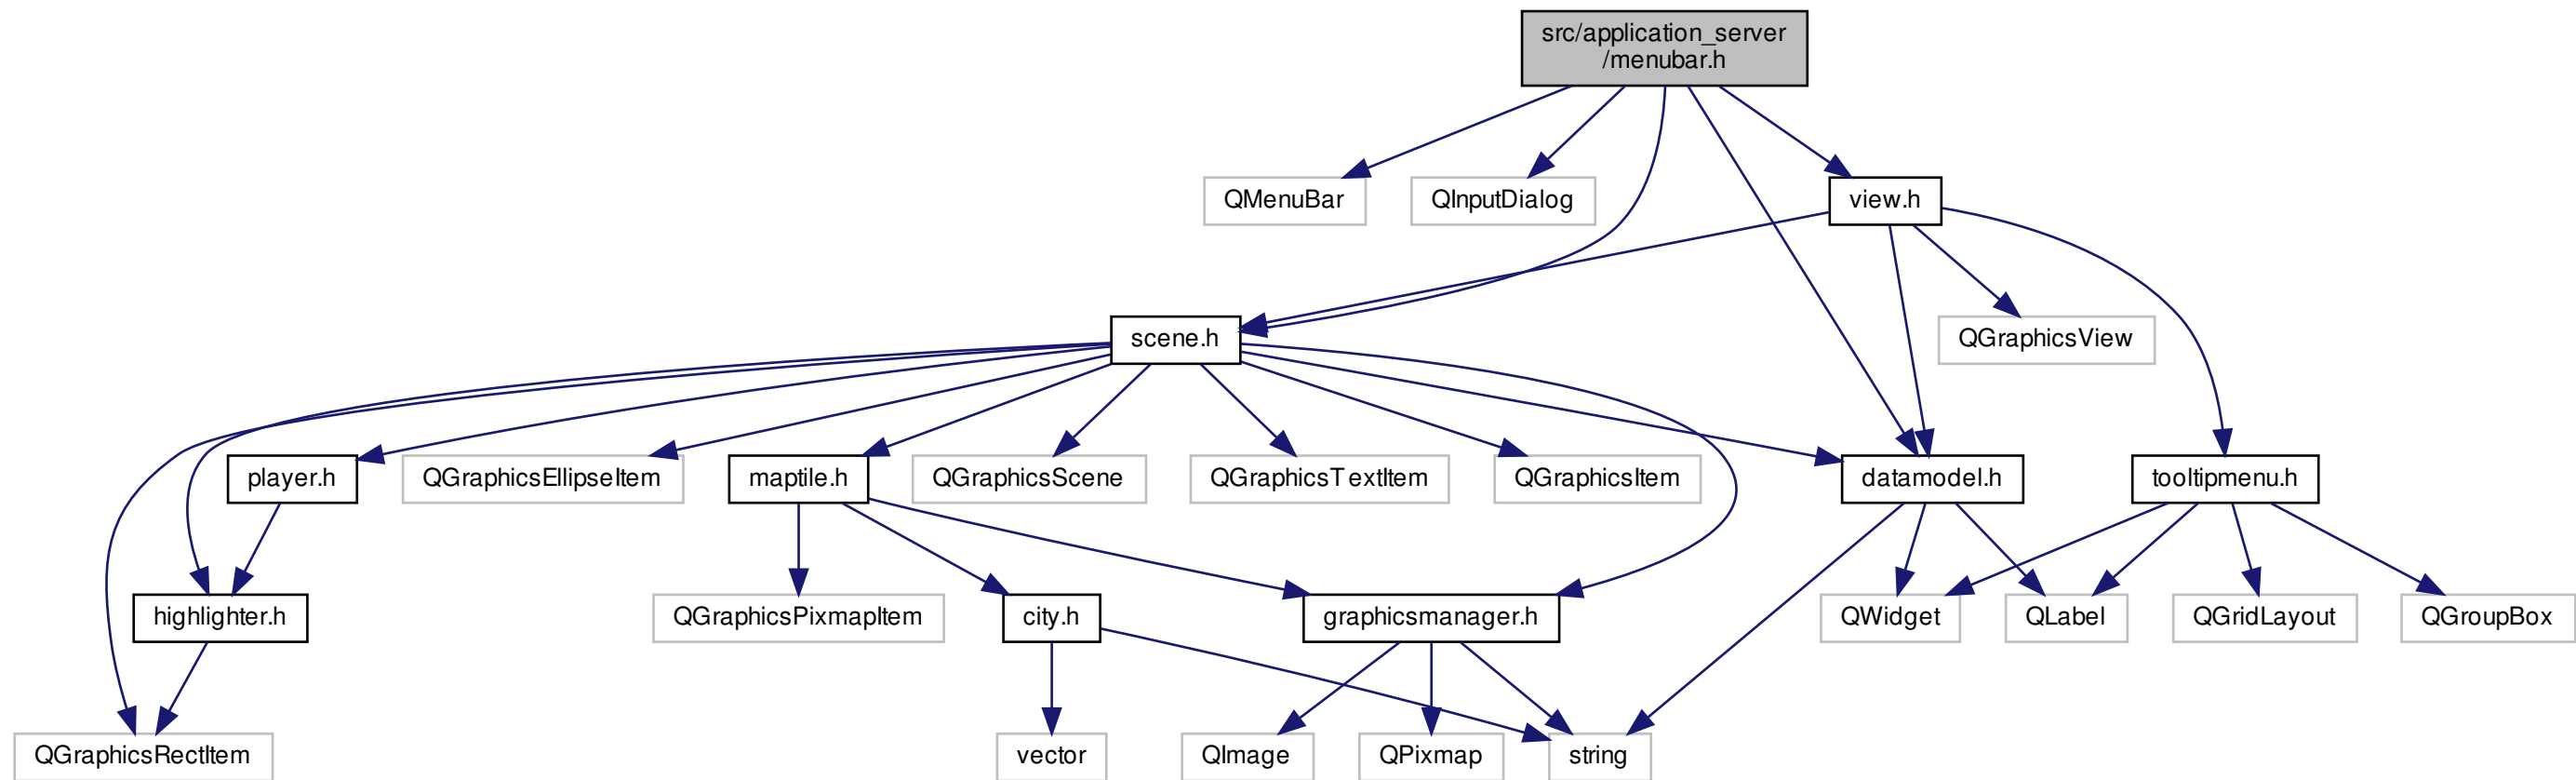 src/application_server
/menubar.h
QMenuBar
QInputDialog
view.h
scene.h
QGraphicsView
player.h
QGraphicsEllipseItem
maptile.h
QGraphicsScene
QGraphicsTextItem
QGraphicsItem
datamodel.h
tooltipmenu.h
highlighter.h
QGraphicsPixmapItem
city.h
graphicsmanager.h
QWidget
QLabel
QGridLayout
QGroupBox
QGraphicsRectItem
vector
QImage
QPixmap
string